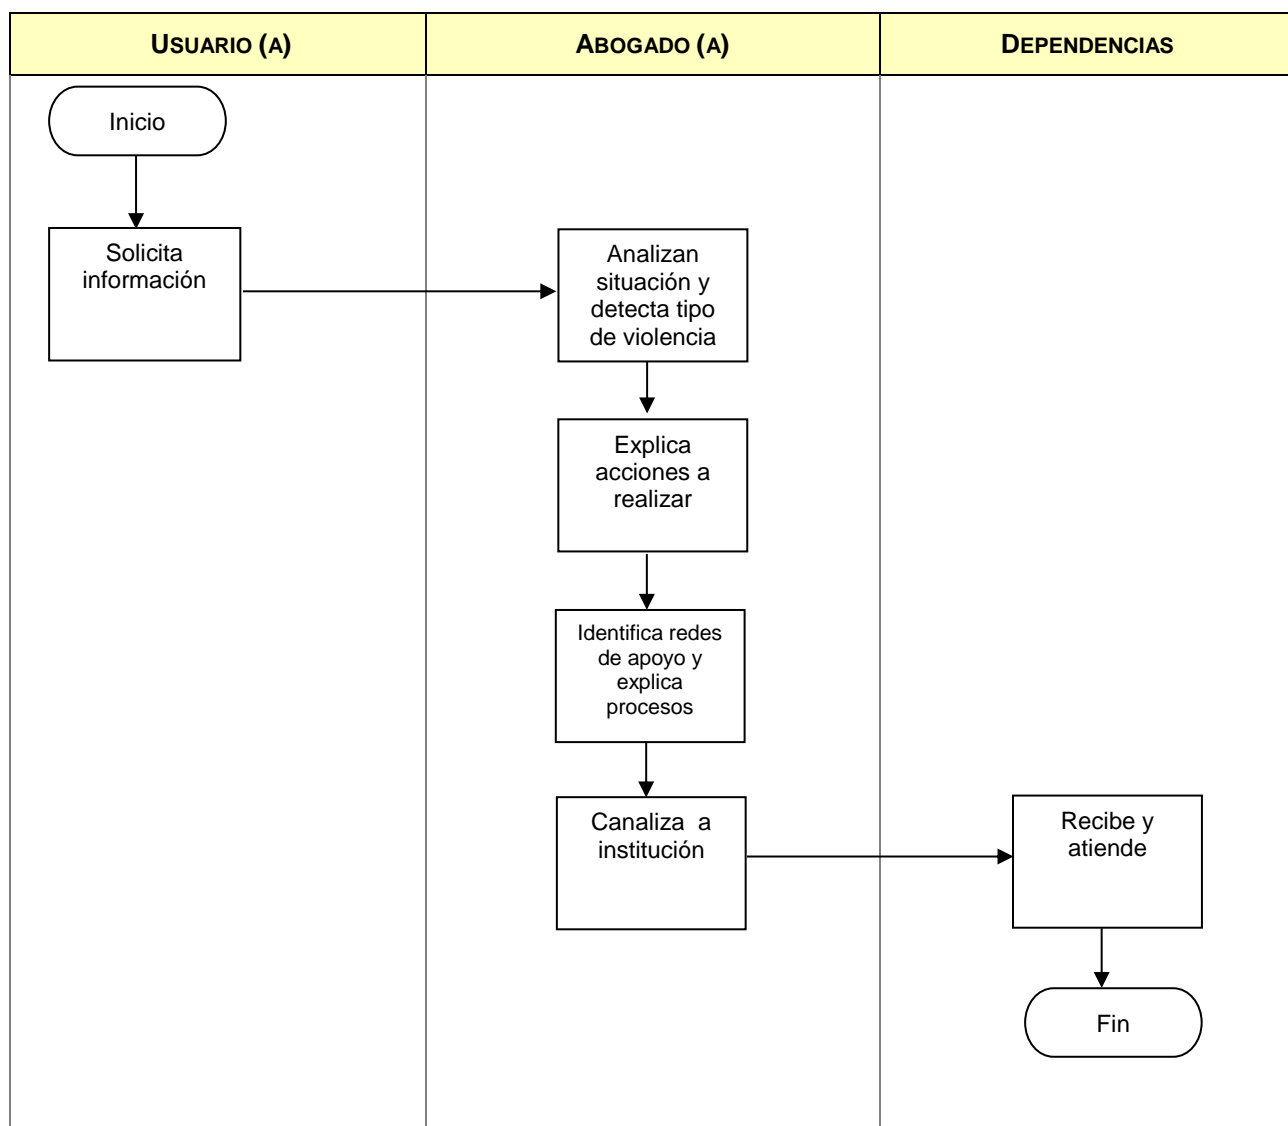 USUARIO (A)
ABOGADO (A)
DEPENDENCIAS
Inicio
Solicita
información
Analizan
situación y
detecta tipo
de violencia
Explica
acciones a
realizar
Identifica redes
de apoyo y
explica
procesos
Canaliza  a
institución
Recibe y
atiende
Fin